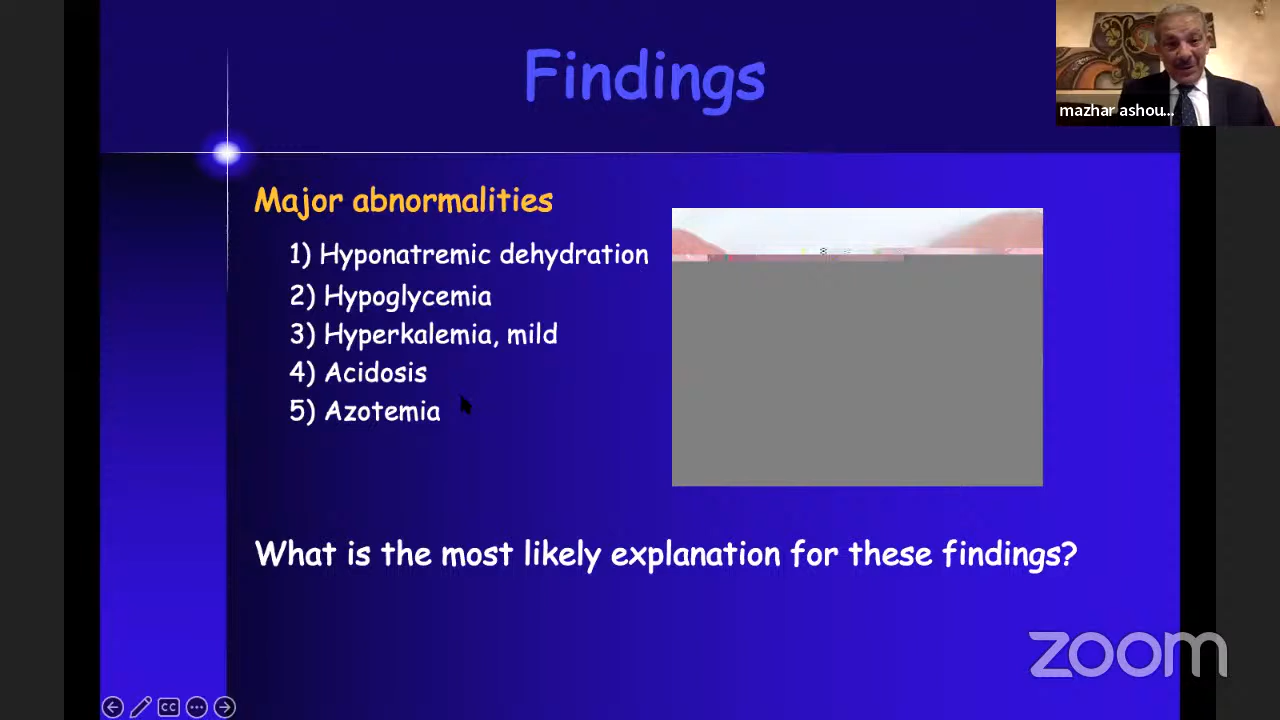 Findings
mazhar ashou...
Major abnormalities
1) Hyponatremic dehydration
2) Hypoglycemia
3) Hyperkalemia, mild
4) Acidosis
5) Azotemia
What is the most likely explanation for these findings?
zoom
CC